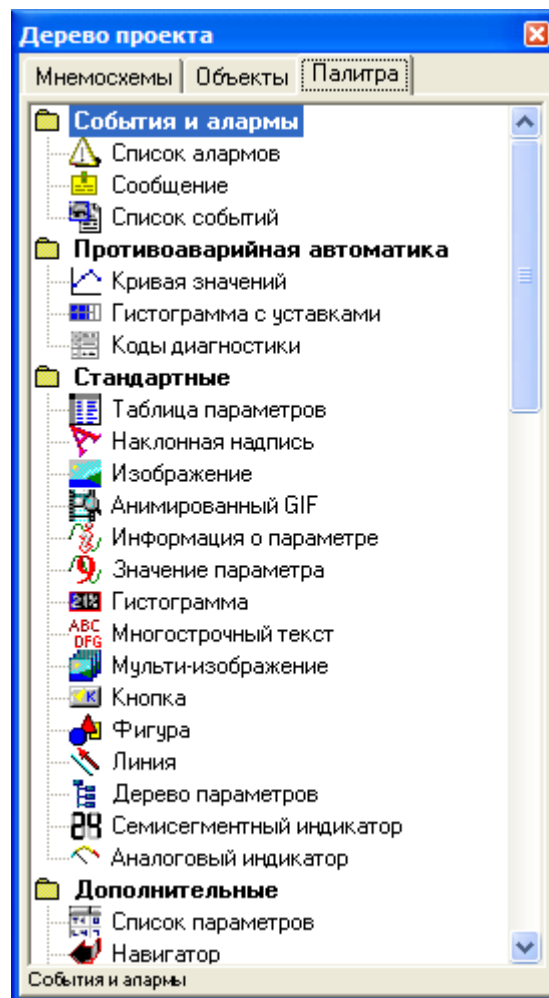 Дерево проекта
Мнемосхемы Объекты Палитра
События и алармы
Список алармов
Сообщение
Список событий
Противоаварийная автоматика
Кривая значений
Гистограмма с уставками
Коды диагностики
Стандартные
Таблица параметров
Наклонная надпись
Изображение
Анимированный GIF
Информация о параметре
Значение параметра
Гистограмма
Многострочный текст
Мульти-изображение
Кнопка
Фигура
Линия
Дерево параметров
Семисегментный индикатор
Аналоговый индикатор
Дополнительные
Список параметров
Навигатор
События и алармы